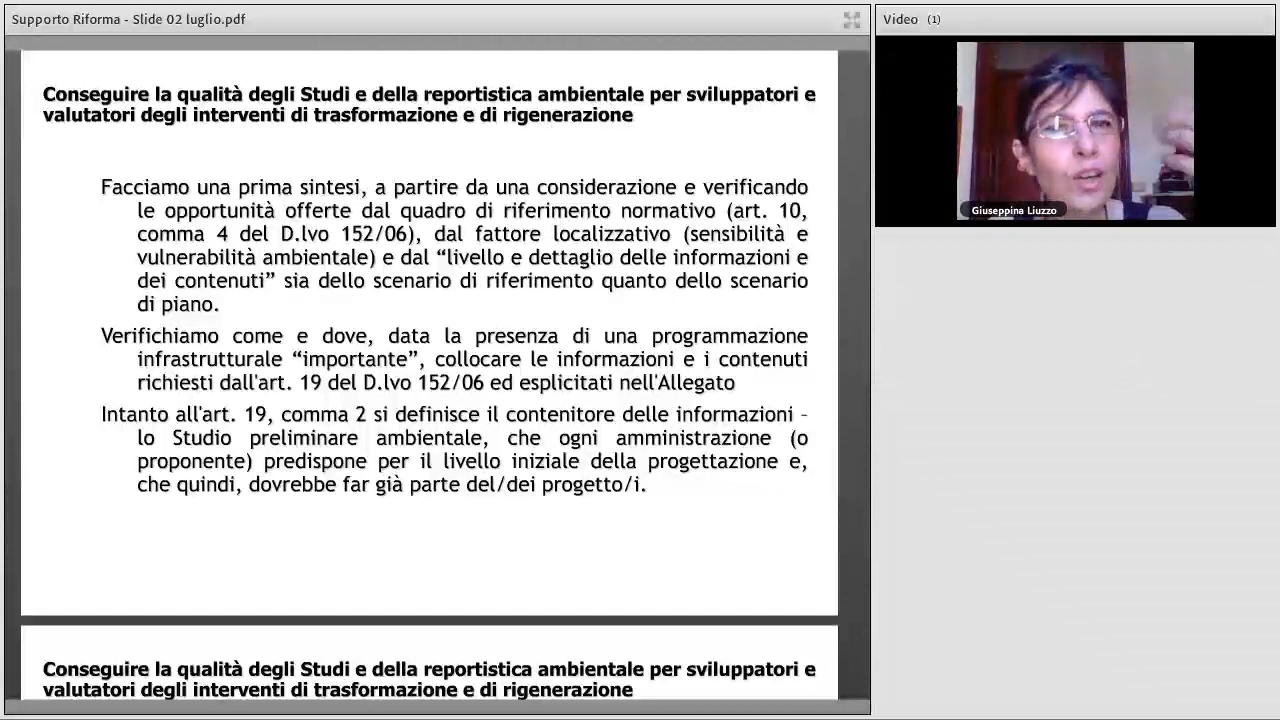 Supporto Riforma - Slide 02 luglio.pdf
Video (1)
Conseguire la qualità degli Studi e della reportistica ambientale per sviluppatori e
valutatori degli interventi di trasformazione e di rigenerazione
Facciamo una prima sintesi, a partire da una considerazione e verificando
le opportunità offerte dal quadro di riferimento normativo (art. 10,
comma 4 del D.lvo 152/06), dal fattore localizzativo (sensibilità e
vulnerabilità ambientale) e dal “livello e dettaglio delle informazioni e
dei contenuti” sia dello scenario di riferimento quanto dello scenario
di piano.
Verifichiamo come e dove, data la presenza di una programmazione
infrastrutturale “importante”, collocare le informazioni e i contenuti
richiesti dall'art. 19 del D.lvo 152/06 ed esplicitati nell'Allegato
Intanto all'art. 19, comma 2 si definisce il contenitore delle informazioni –
lo Studio preliminare ambientale, che ogni amministrazione (o
proponente) predispone per il livello iniziale della progettazione e,
che quindi, dovrebbe far già parte del/dei progetto/i.
Conseguire la qualità degli Studi e della reportistica ambientale per sviluppatori e
valutatori degli interventi di trasformazione e di rigenerazione
Giuseppina Liuzzo